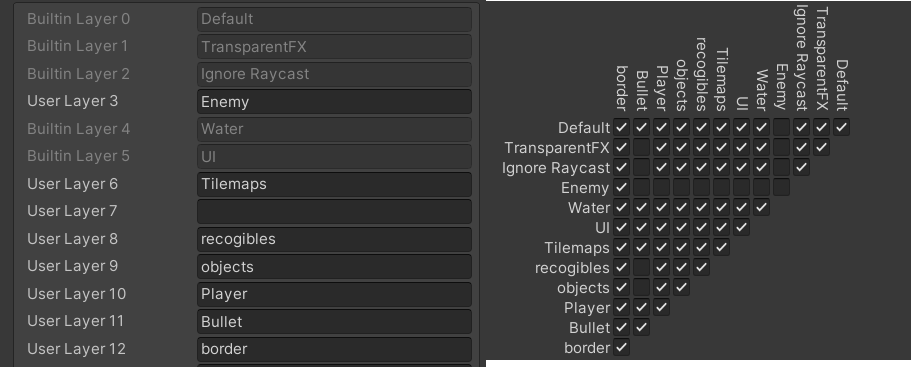 Builtin Layer 0 Default
Builtin Layer 1 TransparentFX
Builtin Layer 2 Ignore Raycast
User Layer 3 Enemy
Builtin Layer 4 Water
Builtin Layer 5 UI
User Layer 6 Tilemaps
User Layer 7
User Layer 8 recogibles
User Layer 9 objects
User Layer 10 Player
User Layer 11 Bullet
User Layer 12 border
border
Bullet
Player
objects
recogibles
Tilemaps
UI
Water
Enemy
Ignore Raycast
TransparentFX
Default
Default
TransparentFX
Ignore Raycast
Enemy
Water
UI
Tilemaps
recogibles
objects
Player
Bullet
border